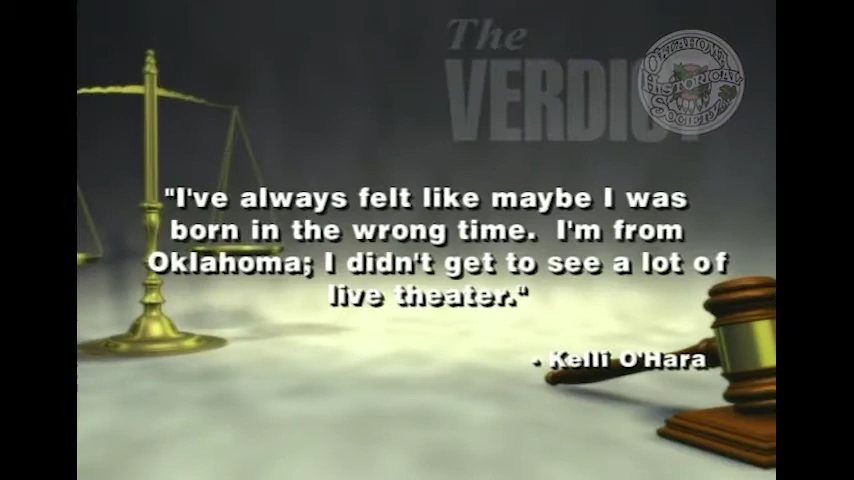 The
VERDICT
OKLAHOMA
HISTORICAL
SOCIETY
"I've always felt like maybe I was
born in the wrong time.  I'm from
Oklahoma; I didn't get to see a lot of
live theater."
- Kelli O'Hara